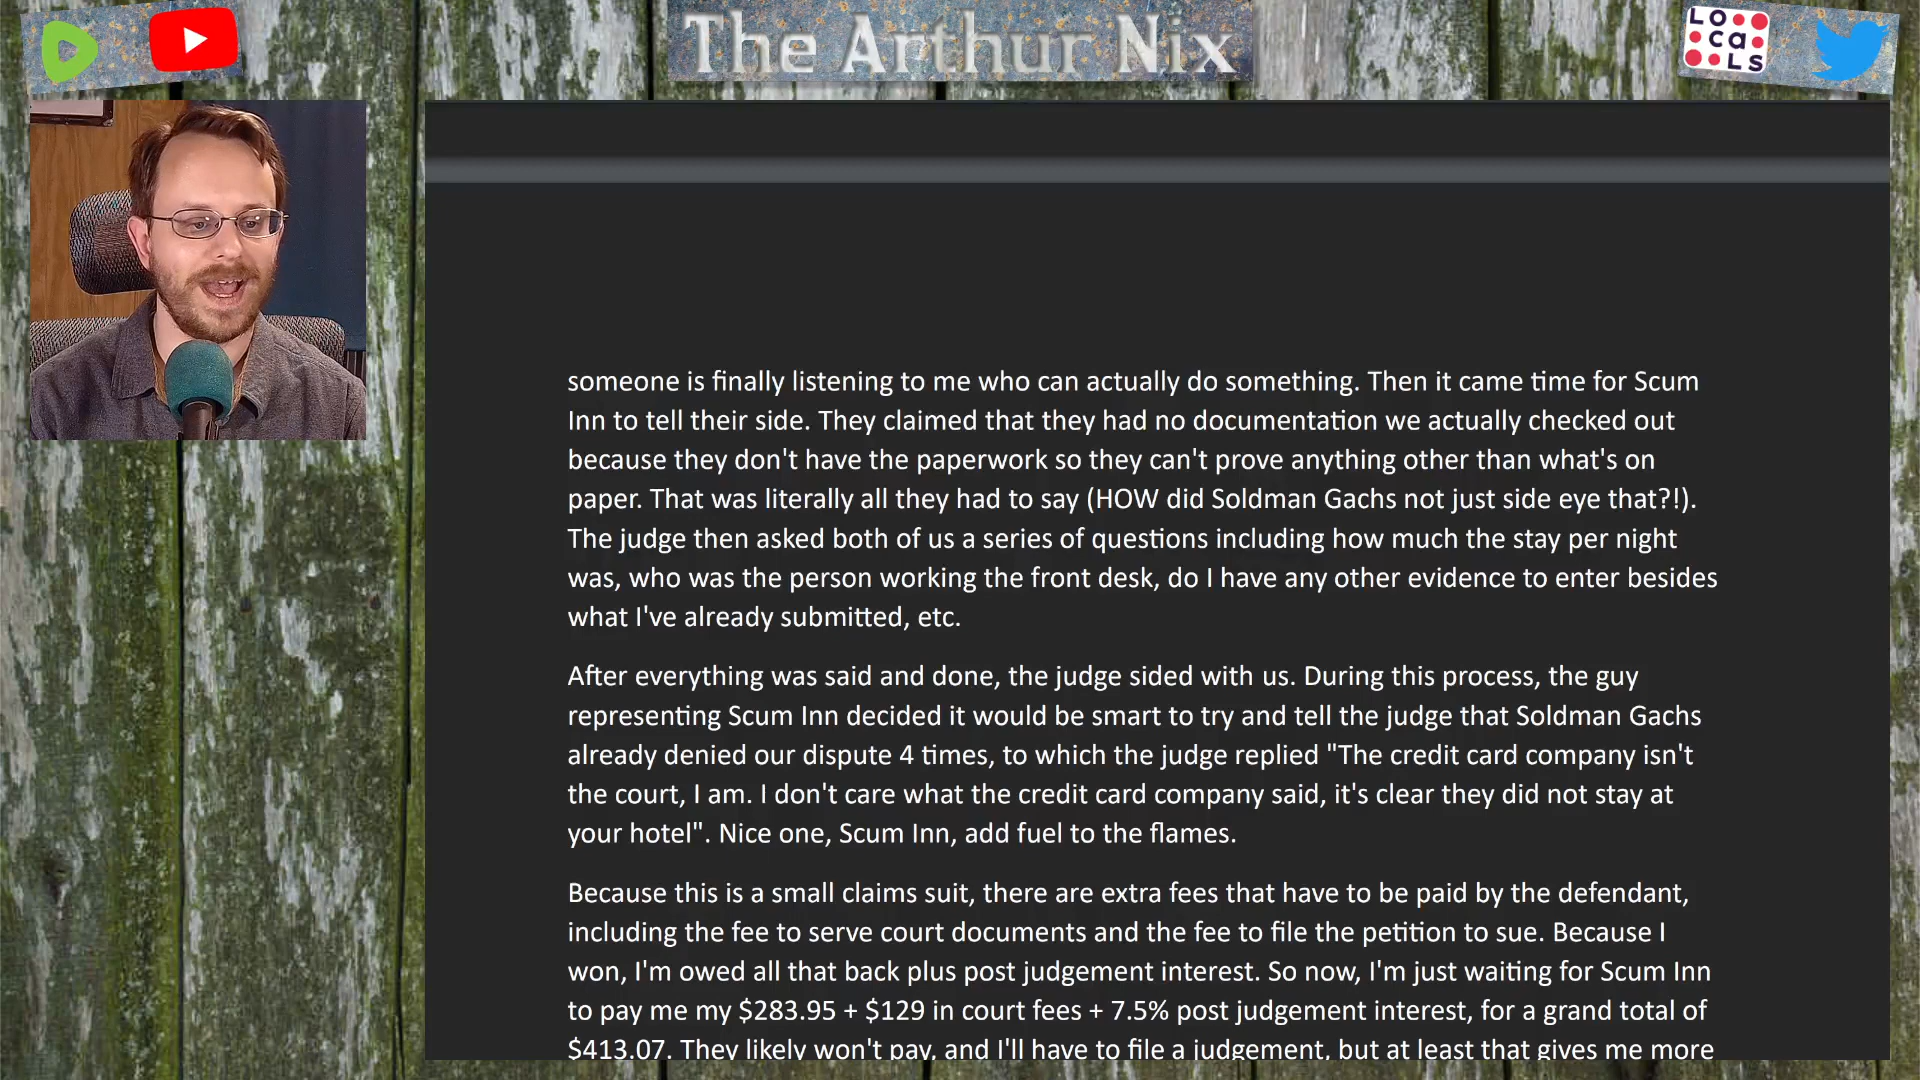 The Arthur Nix
LO
ca
LS
someone is finally listening to me who can actually do something. Then it came time for Scum
Inn to tell their side. They claimed that they had no documentation we actually checked out
because they don't have the paperwork so they can't prove anything other than what's on
paper. That was literally all they had to say (HOW did Soldman Gachs not just side eye that?!).
The judge then asked both of us a series of questions including how much the stay per night
was, who was the person working the front desk, do I have any other evidence to enter besides
what I've already submitted, etc.
After everything was said and done, the judge sided with us. During this process, the guy
representing Scum Inn decided it would be smart to try and tell the judge that Soldman Gachs
already denied our dispute 4 times, to which the judge replied "The credit card company isn't
the court, I am. I don't care what the credit card company said, it's clear they did not stay at
your hotel". Nice one, Scum Inn, add fuel to the flames.
Because this is a small claims suit, there are extra fees that have to be paid by the defendant,
including the fee to serve court documents and the fee to file the petition to sue. Because I
won, I'm owed all that back plus post judgement interest. So now, I'm just waiting for Scum Inn
to pay me my $283.95 + $129 in court fees + 7.5% post judgement interest, for a grand total of
$413.07. They likely won't pay, and I'll have to file a judgement, but at least that gives me more